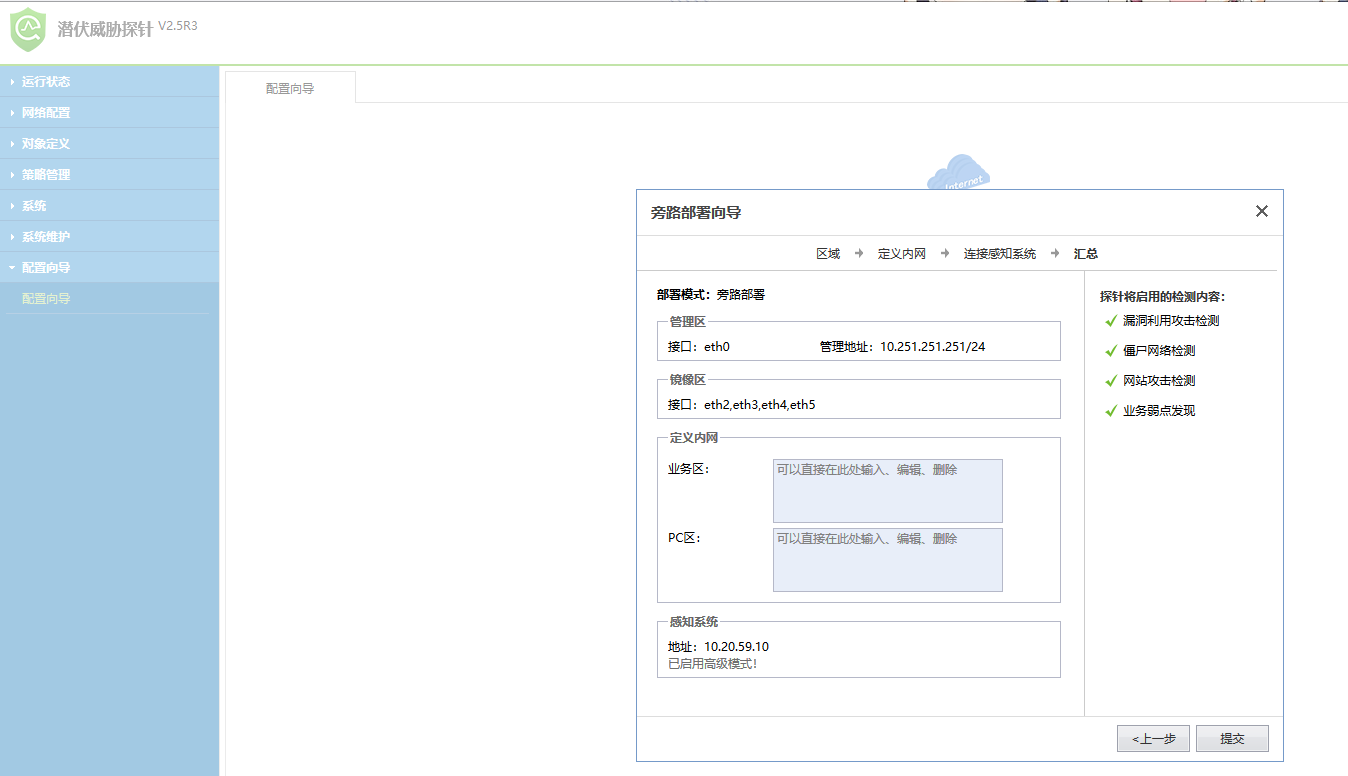 潜伏威胁探针 V2.5R3
运行状态
网络配置
对象定义
策略管理
系统
系统维护
配置向导
配置向导
配置向导
Internet
旁路部署向导
区域 → 定义内网 → 连接感知系统 → 汇总
部署模式：旁路部署
管理区
接口：eth0 管理地址：10.251.251.251/24
镜像区
接口：eth2,eth3,eth4,eth5
定义内网
业务区：
可以直接在此处输入、编辑、删除
PC区：
可以直接在此处输入、编辑、删除
感知系统
地址：10.20.59.10
已启用高级模式!
探针将启用的检测内容：
漏洞利用攻击检测
僵尸网络检测
网站攻击检测
业务弱点发现
<上一步 提交